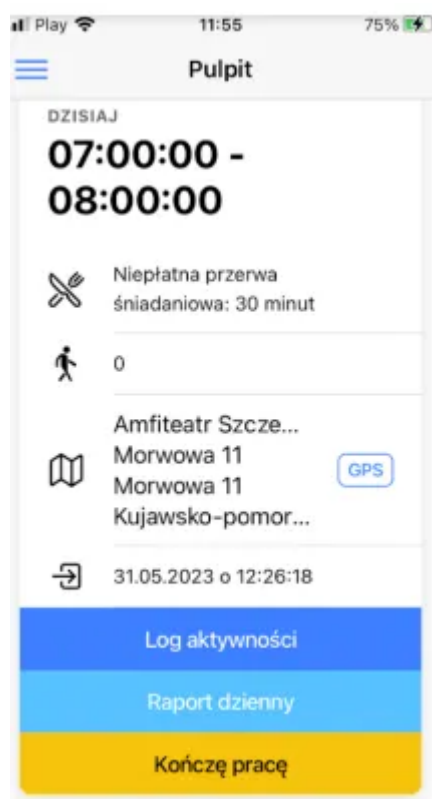 Play 11:55 75%
Pulpit
DZISIAJ
07:00:00 -
08:00:00
Niepłatna przerwa
śniadaniowa: 30 minut
0
Amfiteatr Szcze...
Morwowa 11
Morwowa 11
Kujawsko-pomor...
GPS
31.05.2023 o 12:26:18
Log aktywności
Raport dzienny
Kończę pracę